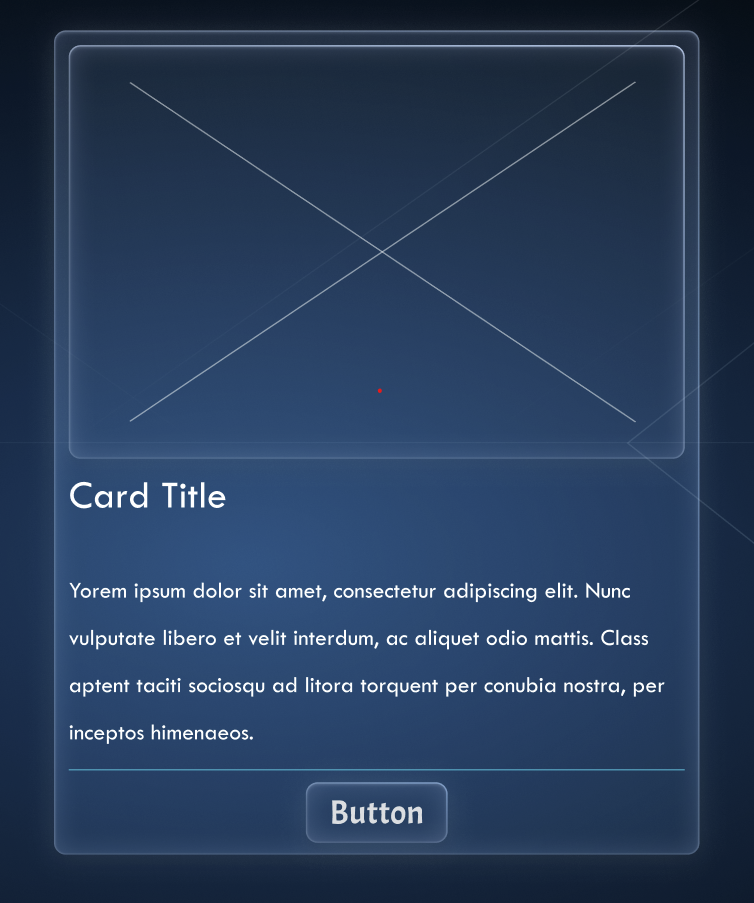 Card Title
Yorem ipsum dolor sit amet, consectetur adipiscing elit. Nunc
vulputate libero et velit interdum, ac aliquet odio mattis. Class
aptent taciti sociosqu ad litora torquent per conubia nostra, per
inceptos himenaeos.
Button